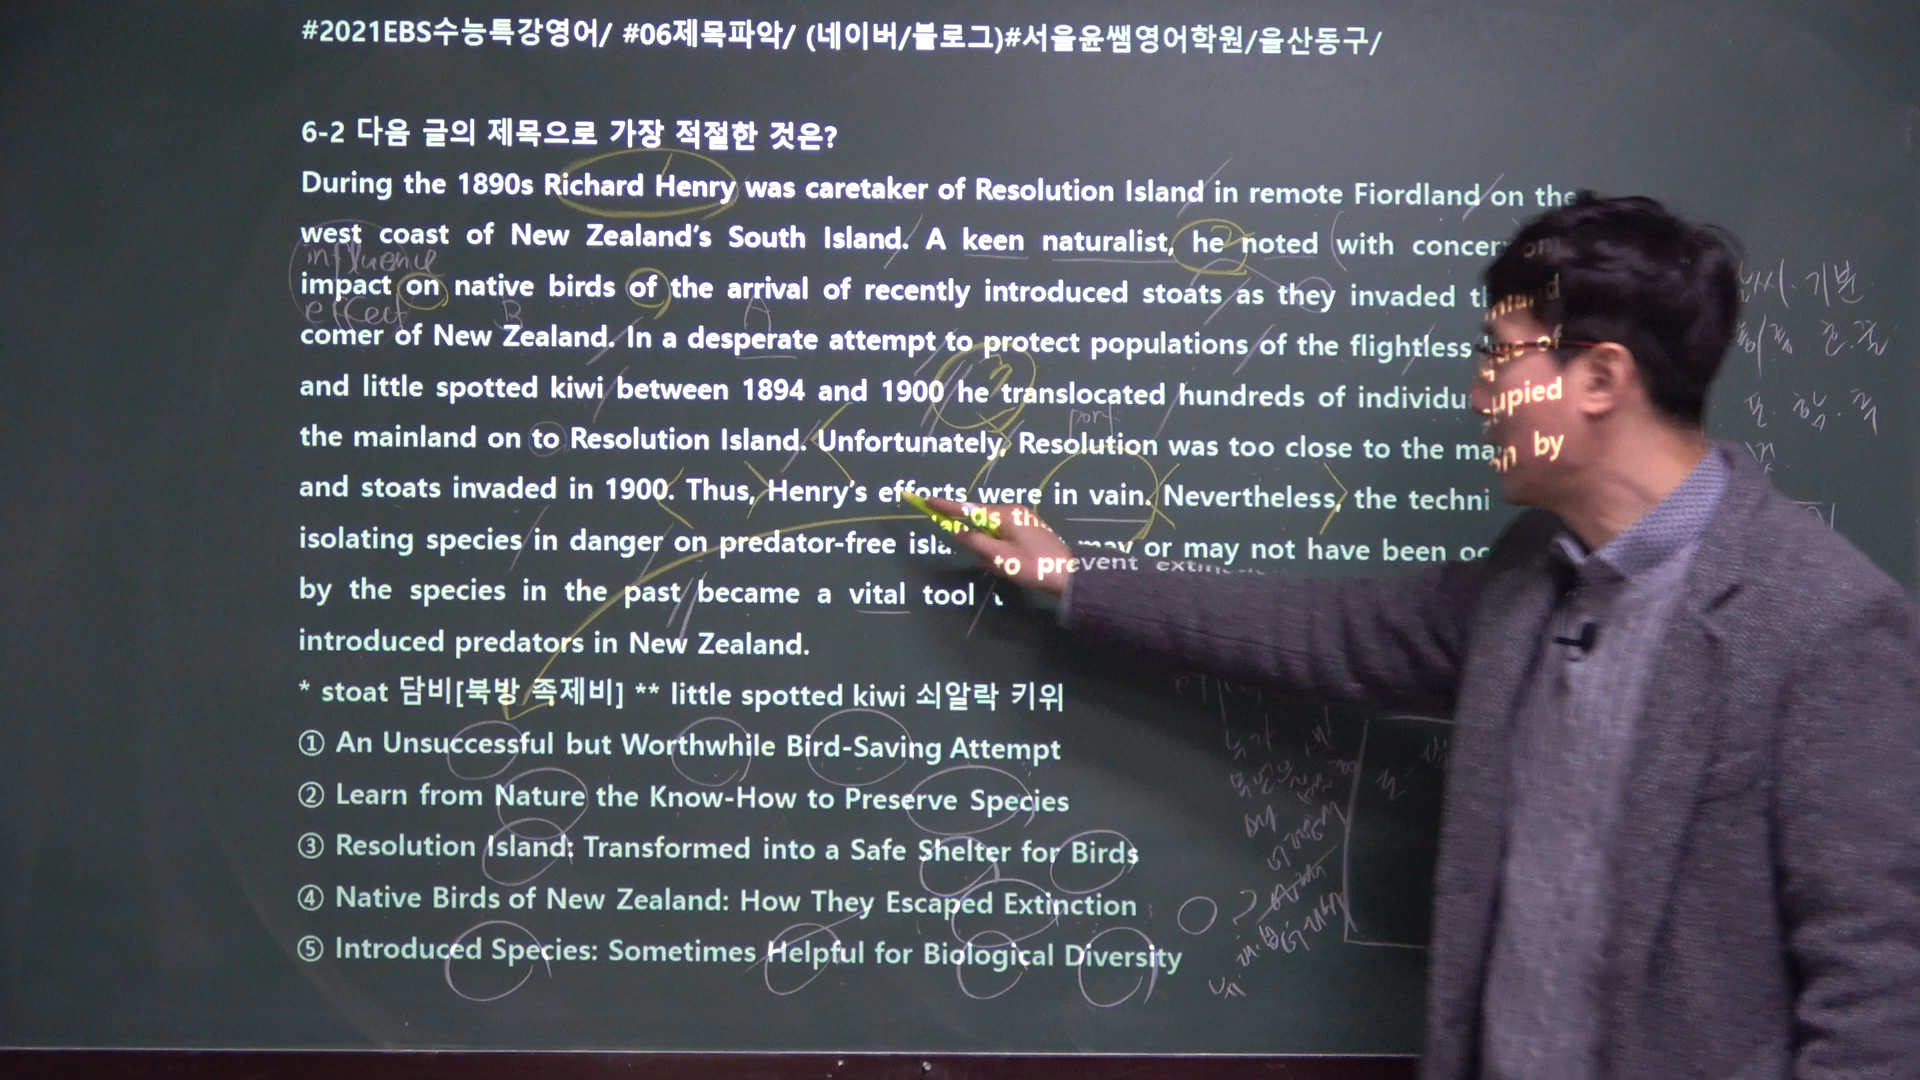 #2021EBS수능특강영어/ #06제목파악/ (네이버/블로그)#서울윤쌤영어학원/울산동구/
6-2 다음 글의 제목으로 가장 적절한 것은?
During the 1890s Richard Henry was caretaker of Resolution Island in remote Fiordland on the
west coast of New Zealand's South Island. A keen naturalist, he noted with concern on
influence
impact on native birds of the arrival of recently introduced stoats as they invaded
effect B A
comer of New Zealand. In a desperate attempt to protect populations of the flightless
and little spotted kiwi between 1894 and 1900 he translocated hundreds of of
the mainland on to Resolution Island. Unfortunately, Resolution was too close to the
and stoats invaded in 1900. Thus, Henry's efforts were in vain. Nevertheless, the by
isolating species in danger on predator-free may or may not have been
by the species in the past became a vital tool to prevent
introduced predators in New Zealand.
* stoat 담비[북방 족제비] ** little spotted kiwi 쇠알락 키위
① An Unsuccessful but Worthwhile Bird-Saving Attempt
② Learn from Nature the Know-How to Preserve Species
③ Resolution Island: Transformed into a Safe Shelter for Birds
④ Native Birds of New Zealand: How They Escaped Extinction
⑤ Introduced Species: Sometimes Helpful for Biological Diversity